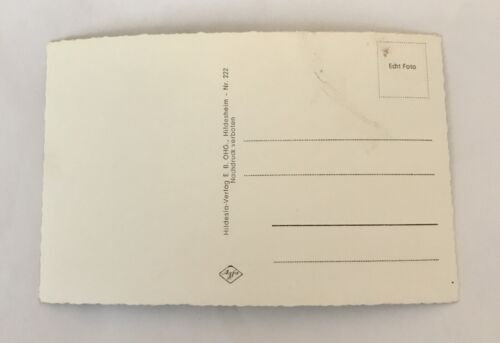 Hildesia-Verlag E. B. OHG., Hildesheim - Nr. 222
Nachdruck verboten
Echt Foto
Agfa